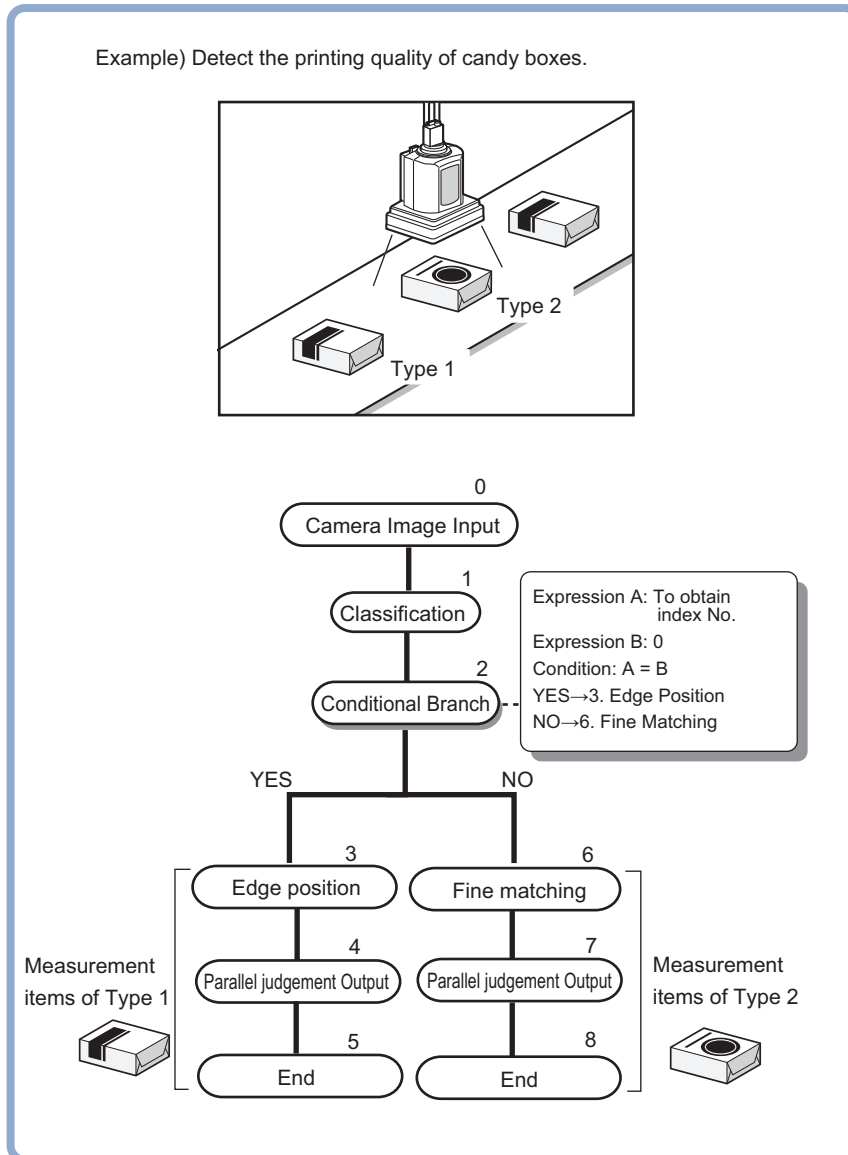 Example) Detect the printing quality of candy boxes.
Type 2
Type 1
0
Camera Image Input
1
Classification
2
Conditional Branch
Expression A: To obtain
index No.
Expression B: 0
Condition: A = B
YES→3. Edge Position
NO→6. Fine Matching
YES
NO
3
Edge position
6
Fine matching
4
Parallel judgement Output
7
Parallel judgement Output
Measurement
items of Type 1
Measurement
items of Type 2
5
End
8
End